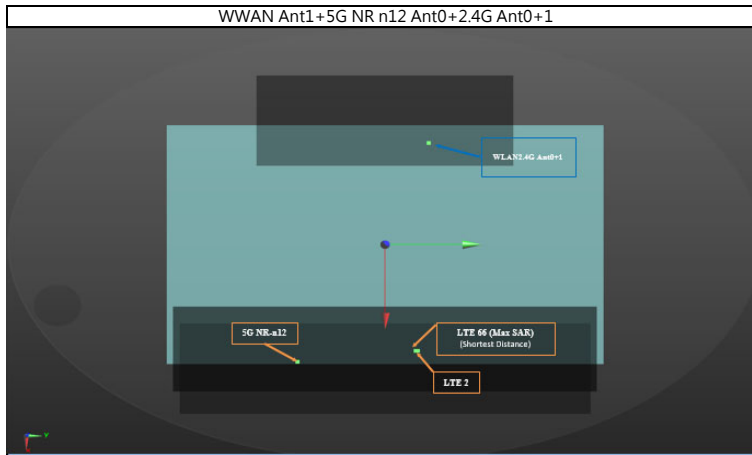 WWAN Ant1+5G NR n12 Ant0+2.4G Ant0+1
WLAN2.4G Ant0+1
5G NR-n12
LTE 66 (Max SAR)
(Shortest Distance)
LTE 2
Y